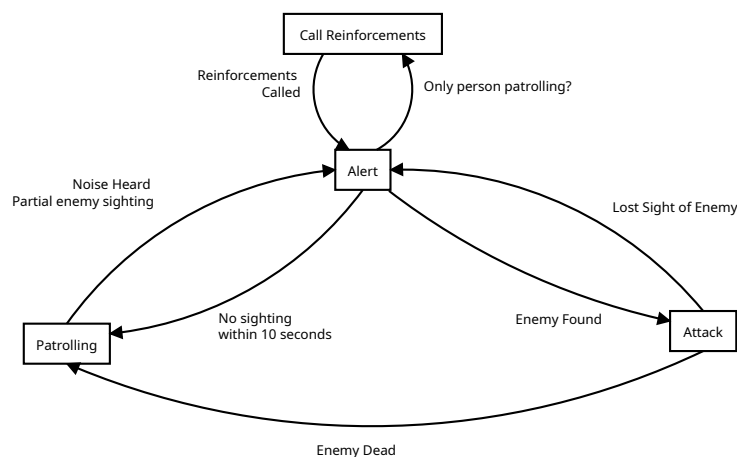 Call Reinforcements
Reinforcements
Called
Only person patrolling?
Alert
Noise Heard
Partial enemy sighting
Lost Sight of Enemy
No sighting
within 10 seconds
Enemy Found
Patrolling
Attack
Enemy Dead